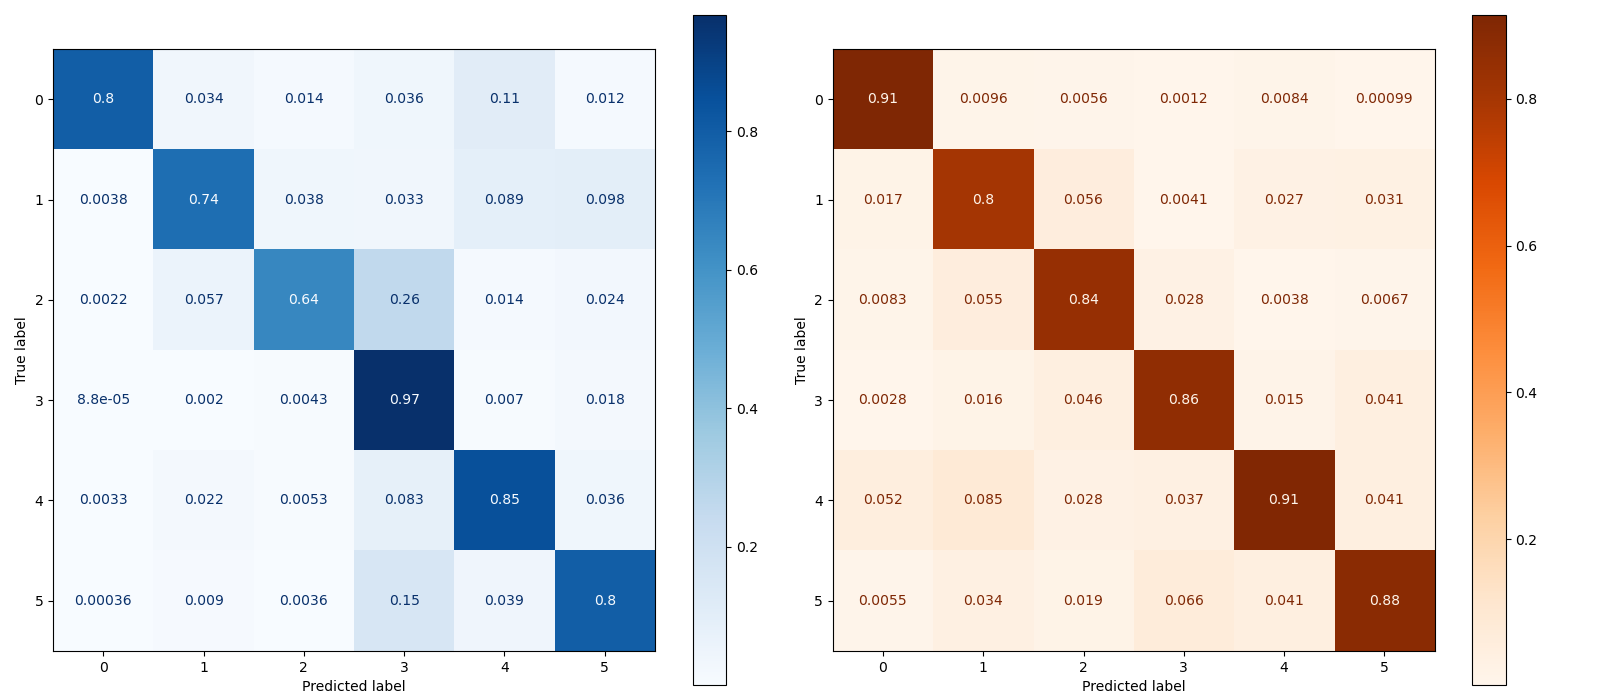 0 0.8 0.034 0.014 0.036 0.11 0.012
1 0.0038 0.74 0.038 0.033 0.089 0.098
2 0.0022 0.057 0.64 0.26 0.014 0.024
3 8.8e-05 0.002 0.0043 0.97 0.007 0.018
4 0.0033 0.022 0.0053 0.083 0.85 0.036
5 0.00036 0.009 0.0036 0.15 0.039 0.8
0 1 2 3 4 5
True label
Predicted label
0.8
0.6
0.4
0.2
0 0.91 0.0096 0.0056 0.0012 0.0084 0.00099
1 0.017 0.8 0.056 0.0041 0.027 0.031
2 0.0083 0.055 0.84 0.028 0.0038 0.0067
3 0.0028 0.016 0.046 0.86 0.015 0.041
4 0.052 0.085 0.028 0.037 0.91 0.041
5 0.0055 0.034 0.019 0.066 0.041 0.88
0 1 2 3 4 5
True label
Predicted label
0.8
0.6
0.4
0.2